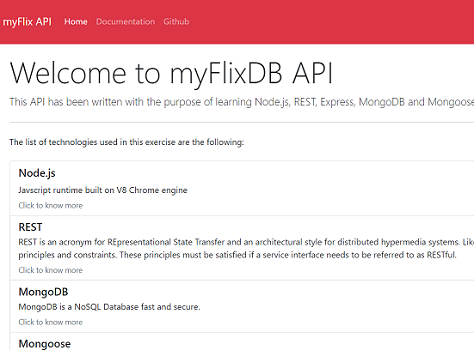 myFlix API Home Documentation Github
Welcome to myFlixDB API
This API has been written with the purpose of learning Node.js, REST, Express, MongoDB and Mongoose
The list of technologies used in this exercise are the following:
Node.js
Javscript runtime built on V8 Chrome engine
Click to know more
REST
REST is an acronym for REpresentational State Transfer and an architectural style for distributed hypermedia systems. Like
principles and constraints. These principles must be satisfied if a service interface needs to be referred to as RESTful.
Click to know more
MongoDB
MongoDB is a NoSQL Database fast and secure.
Click to know more
Mongoose